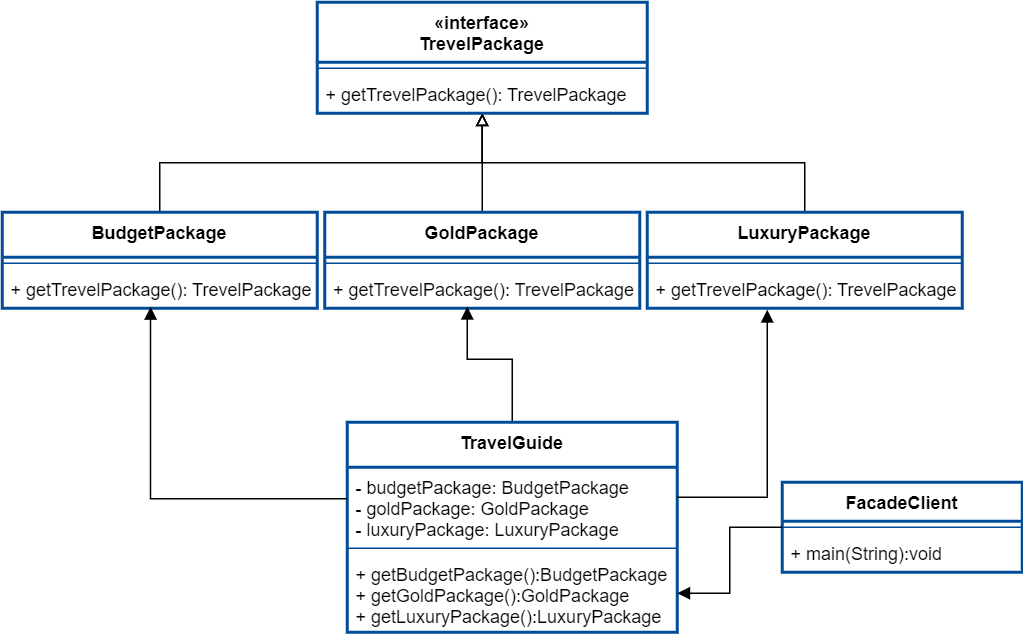 «interface»
TrevelPackage
+ getTrevelPackage(): TrevelPackage
BudgetPackage
+ getTrevelPackage(): TrevelPackage
GoldPackage
+ getTrevelPackage(): TrevelPackage
LuxuryPackage
+ getTrevelPackage(): TrevelPackage
TravelGuide
- budgetPackage: BudgetPackage
- goldPackage: GoldPackage
- luxuryPackage: LuxuryPackage
+ getBudgetPackage():BudgetPackage
+ getGoldPackage():GoldPackage
+ getLuxuryPackage():LuxuryPackage
FacadeClient
+ main(String):void